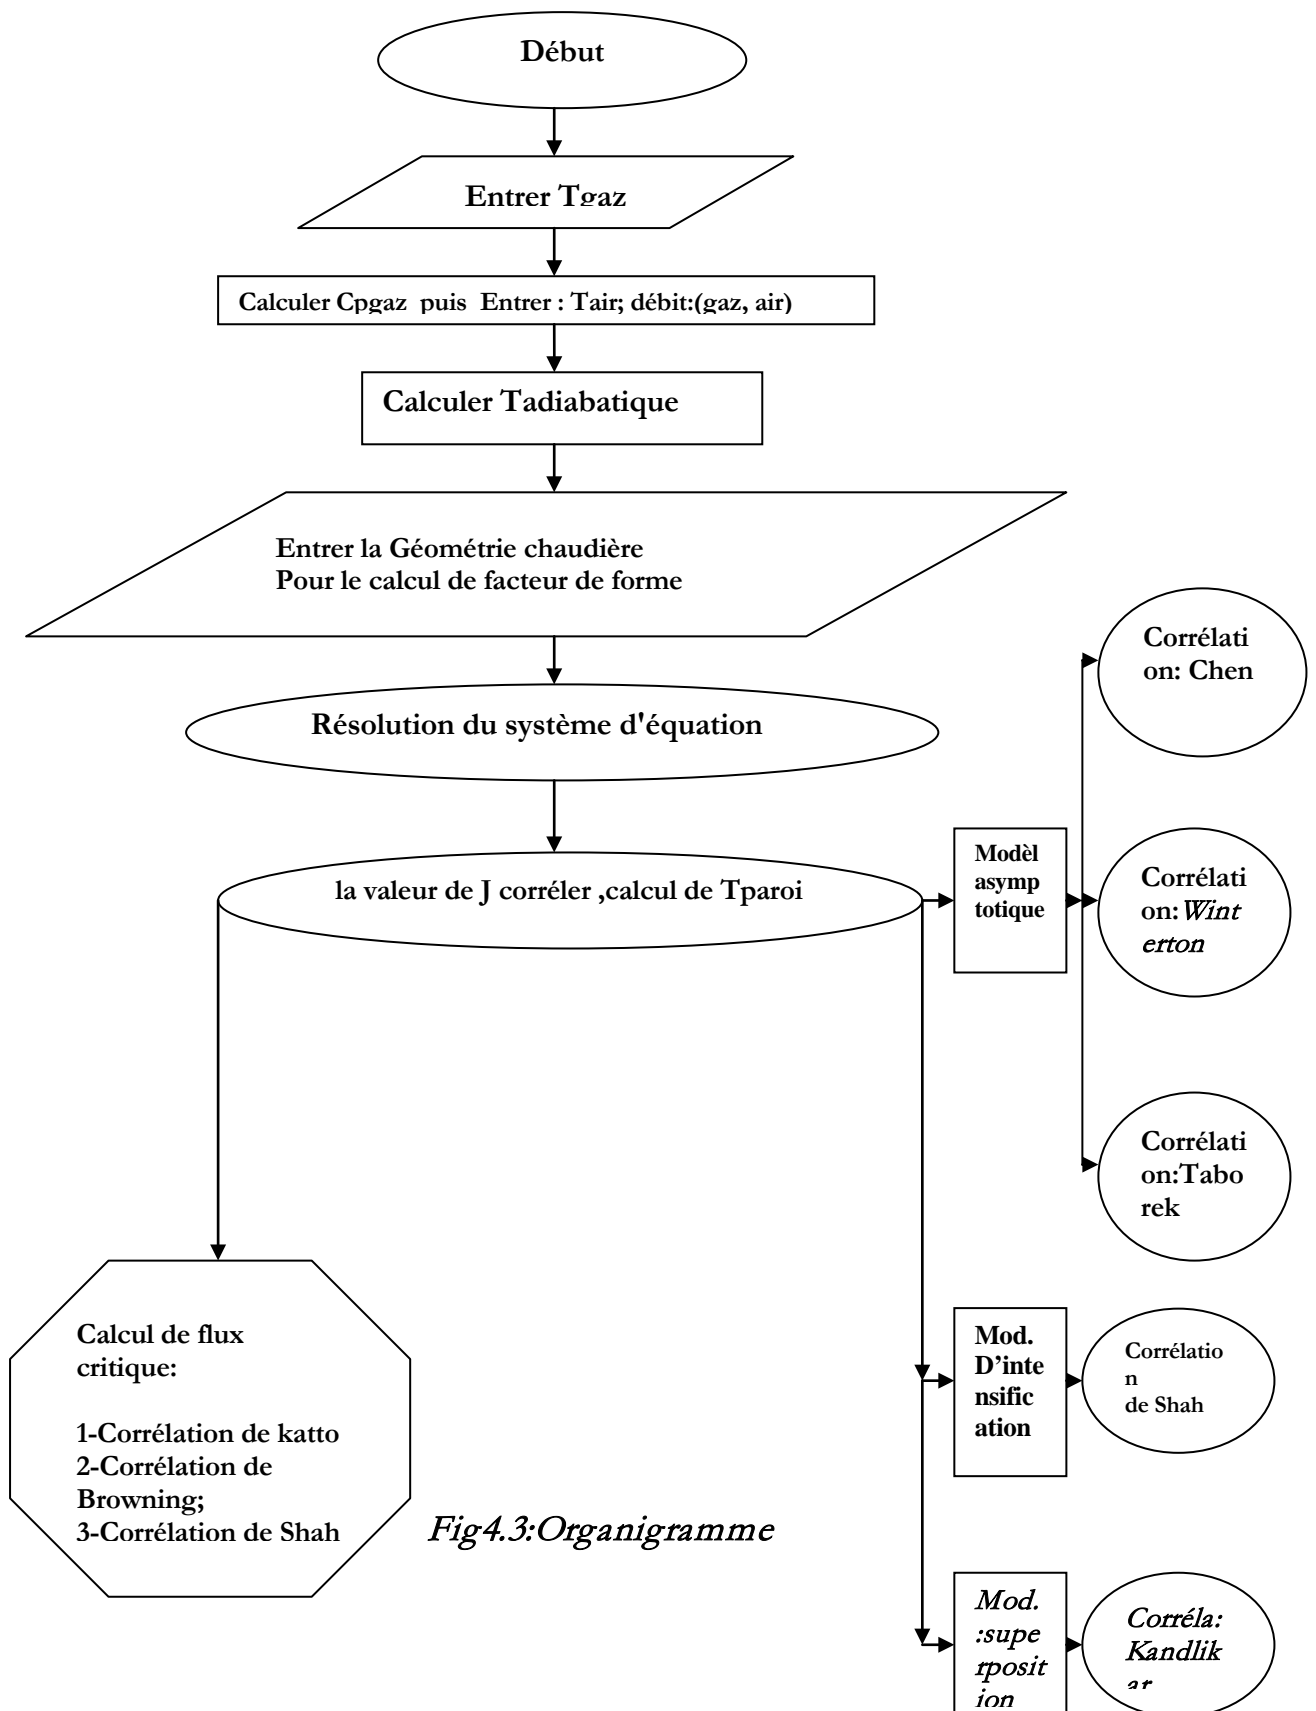 Début
Entrer Tgaz
Calculer Cpgaz puis Entrer : Tair; débit:(gaz, air)
Calculer Tadiabatique
Entrer la Géométrie chaudière
Pour le calcul de facteur de forme
Résolution du système d'équation
la valeur de J corréler ,calcul de Tparoi
Modèl
asymp
totique
Corrélati
on: Chen
Corrélati
on:Wint
erton
Corrélati
on:Tabo
rek
Mod.
D’inte
nsific
ation
Corrélatio
n
de Shah
Mod.
:supe
rposit
ion
Corréla:
Kandlik
ar
Calcul de flux
critique:
1-Corrélation de katto
2-Corrélation de
Browning;
3-Corrélation de Shah
Fig4.3:Organigramme